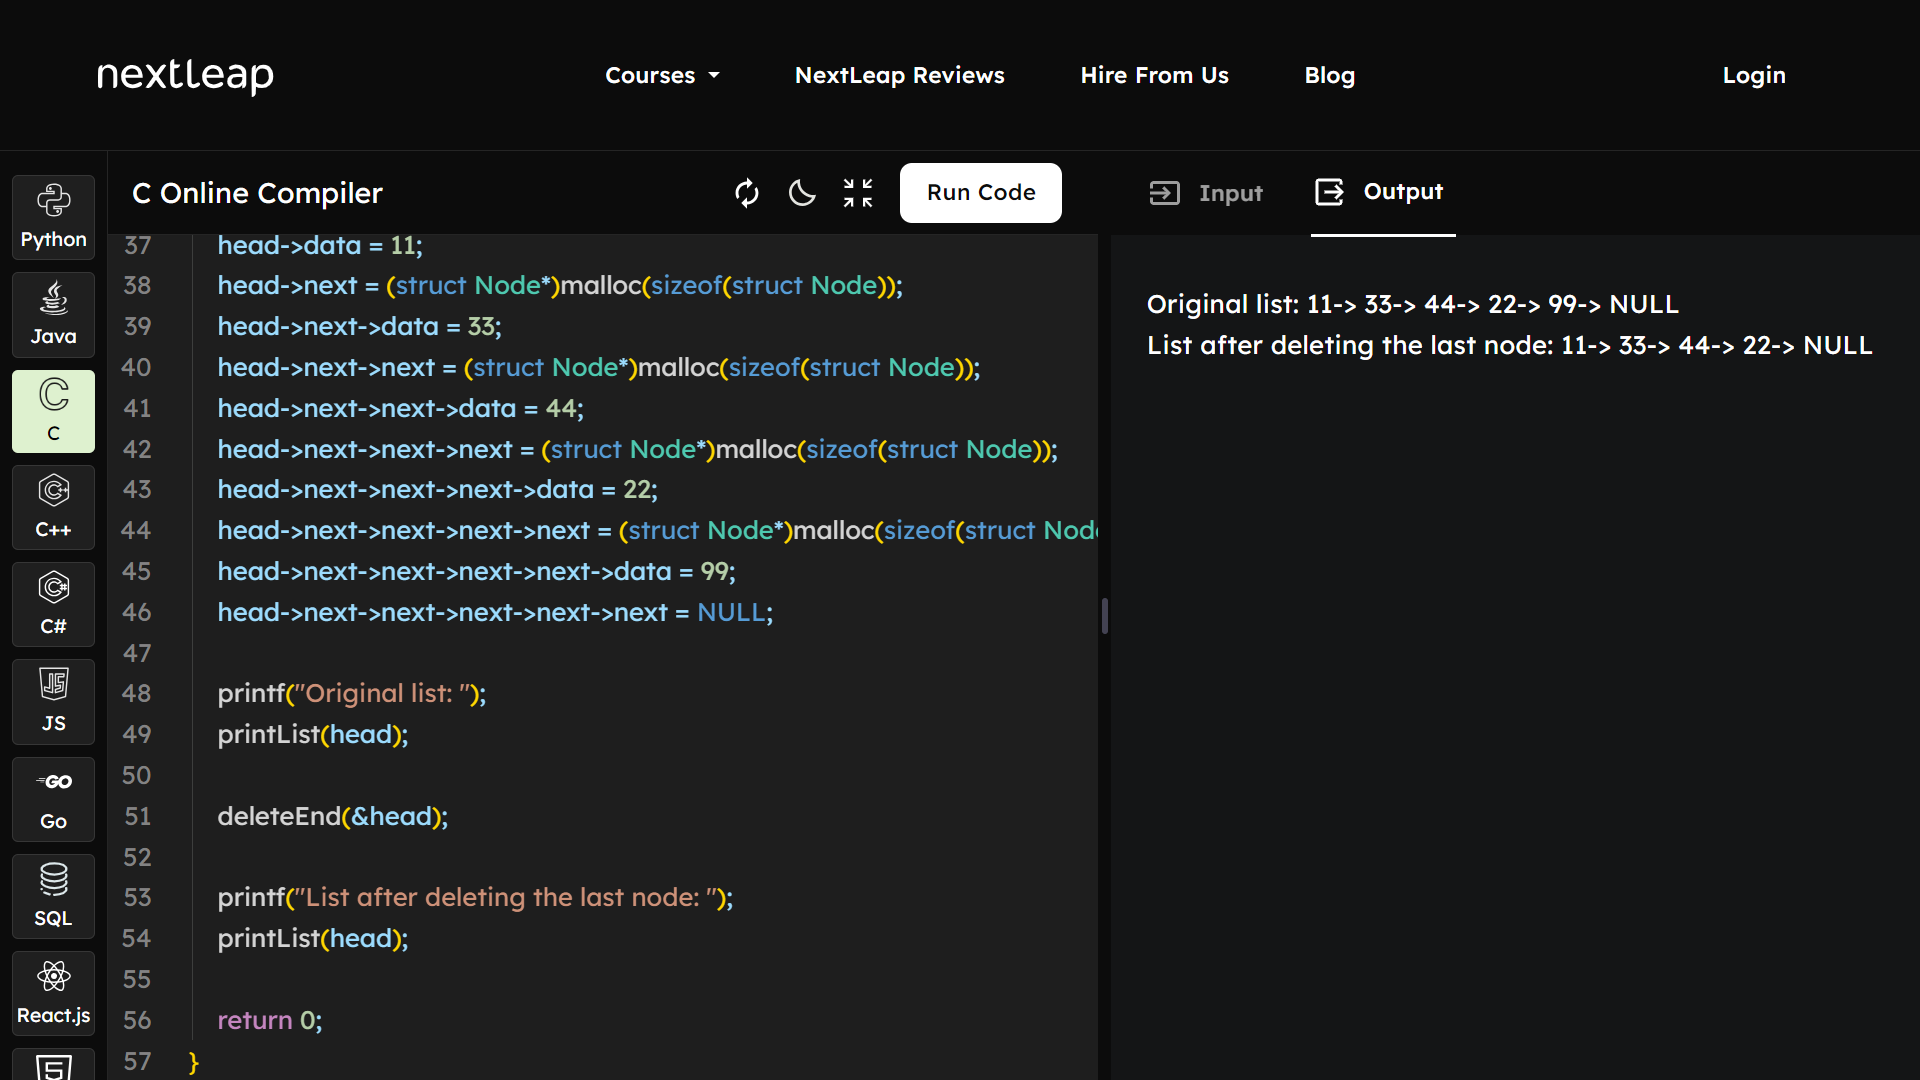 nextleap
Courses
NextLeap Reviews
Hire From Us
Blog
Login
Python
Java
C
C++
C#
JS
Go
SQL
React.js
C Online Compiler
Run Code
37 head->data = 11;
38 head->next = (struct Node*)malloc(sizeof(struct Node));
39 head->next->data = 33;
40 head->next->next = (struct Node*)malloc(sizeof(struct Node));
41 head->next->next->data = 44;
42 head->next->next->next = (struct Node*)malloc(sizeof(struct Node));
43 head->next->next->next->data = 22;
44 head->next->next->next->next = (struct Node*)malloc(sizeof(struct Node
45 head->next->next->next->next->data = 99;
46 head->next->next->next->next->next = NULL;
47
48 printf("Original list: ");
49 printList(head);
50
51 deleteEnd(&head);
52
53 printf("List after deleting the last node: ");
54 printList(head);
55
56 return 0;
57 }
Input
Output
Original list: 11-> 33-> 44-> 22-> 99-> NULL
List after deleting the last node: 11-> 33-> 44-> 22-> NULL